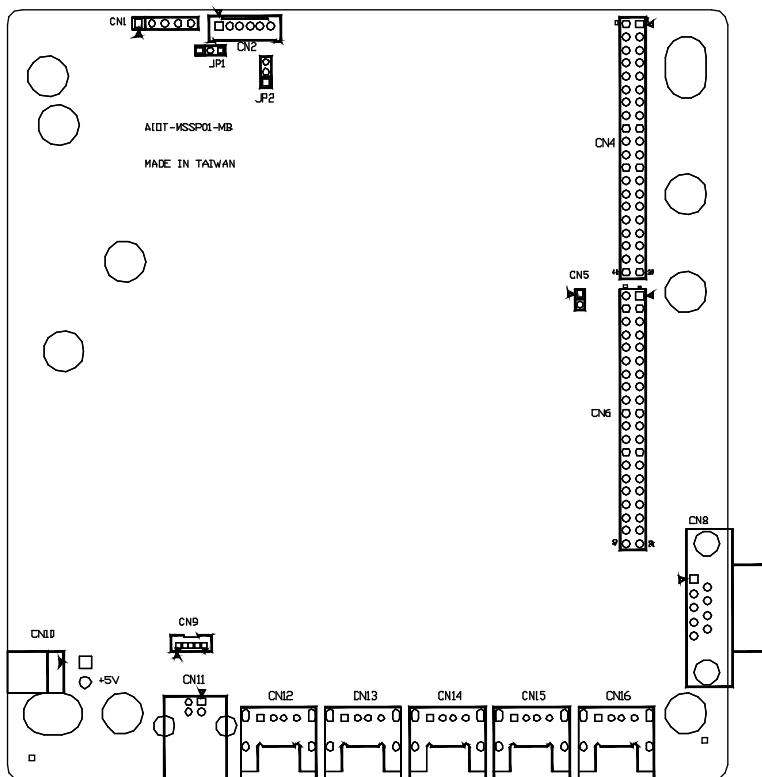 CN1
CN2
JP1
JP2
AIOT-MSSP01-MB
MADE IN TAIWAN
CN4
CN5
CN6
CN8
CN9
CN10
+5V
CN11
CN12
CN13
CN14
CN15
CN16